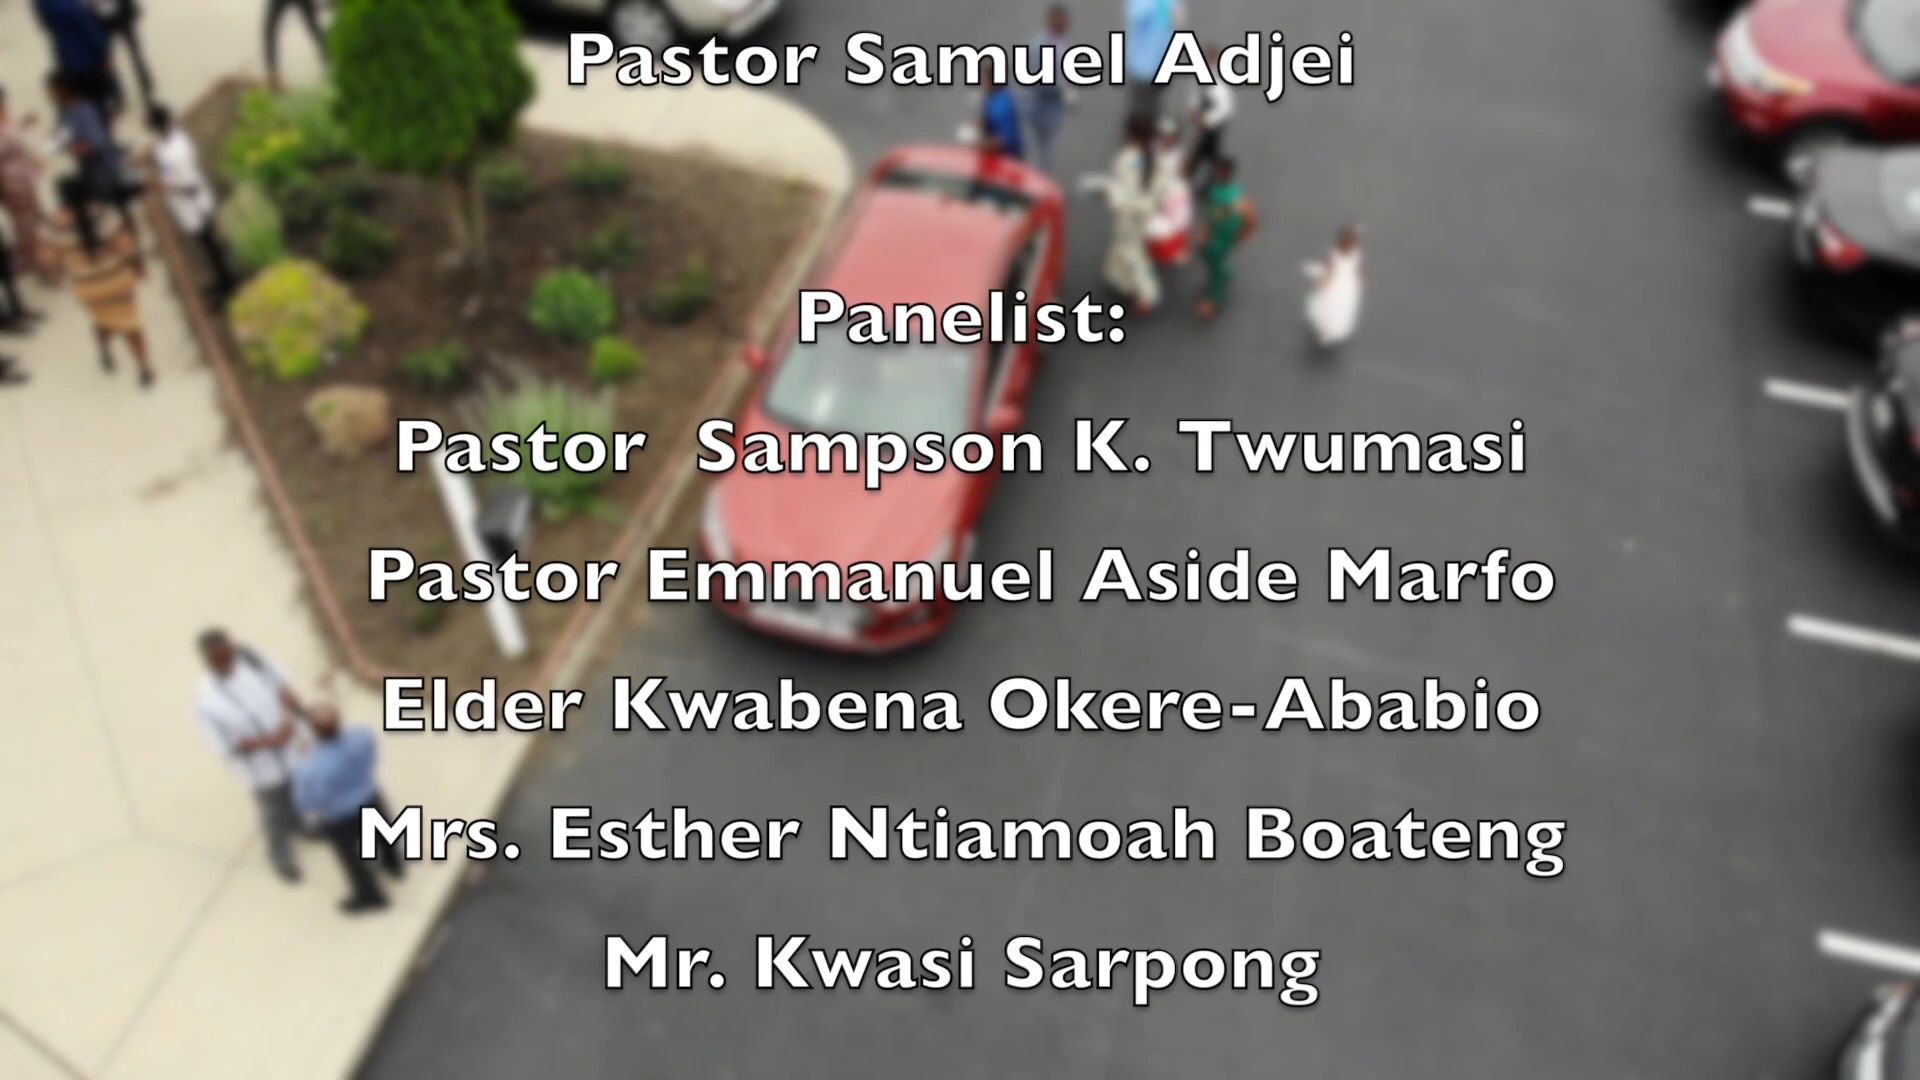 Pastor Samuel Adjei
Panelist:
Pastor  Sampson K. Twumasi
Pastor Emmanuel Aside Marfo
Elder Kwabena Okere-Ababio
Mrs. Esther Ntiamoah Boateng
Mr. Kwasi Sarpong